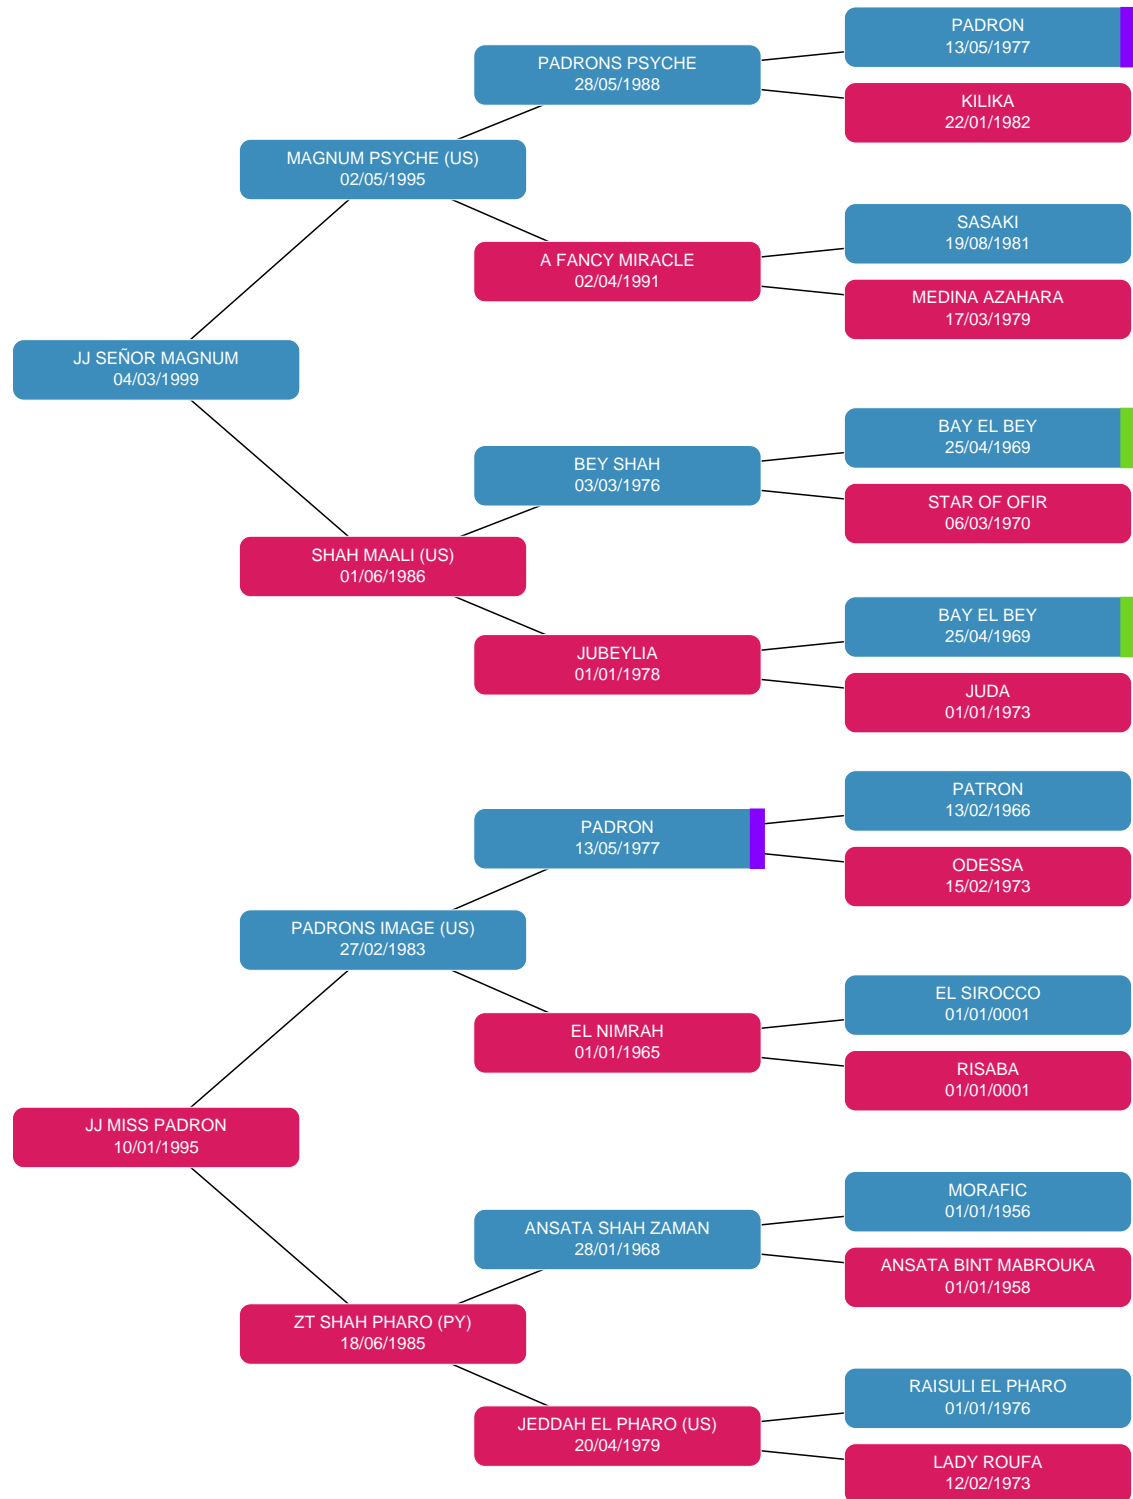 PADRON
13/05/1977
PADRONS PSYCHE
28/05/1988
KILIKA
22/01/1982
MAGNUM PSYCHE (US)
02/05/1995
SASAKI
19/08/1981
A FANCY MIRACLE
02/04/1991
MEDINA AZAHARA
17/03/1979
JJ SEÑOR MAGNUM
04/03/1999
BAY EL BEY
25/04/1969
BEY SHAH
03/03/1976
STAR OF OFIR
06/03/1970
SHAH MAALI (US)
01/06/1986
BAY EL BEY
25/04/1969
JUBEYLIA
01/01/1978
JUDA
01/01/1973
PATRON
13/02/1966
PADRON
13/05/1977
ODESSA
15/02/1973
PADRONS IMAGE (US)
27/02/1983
EL SIROCCO
01/01/0001
EL NIMRAH
01/01/1965
RISABA
01/01/0001
JJ MISS PADRON
10/01/1995
MORAFIC
01/01/1956
ANSATA SHAH ZAMAN
28/01/1968
ANSATA BINT MABROUKA
01/01/1958
ZT SHAH PHARO (PY)
18/06/1985
RAISULI EL PHARO
01/01/1976
JEDDAH EL PHARO (US)
20/04/1979
LADY ROUFA
12/02/1973